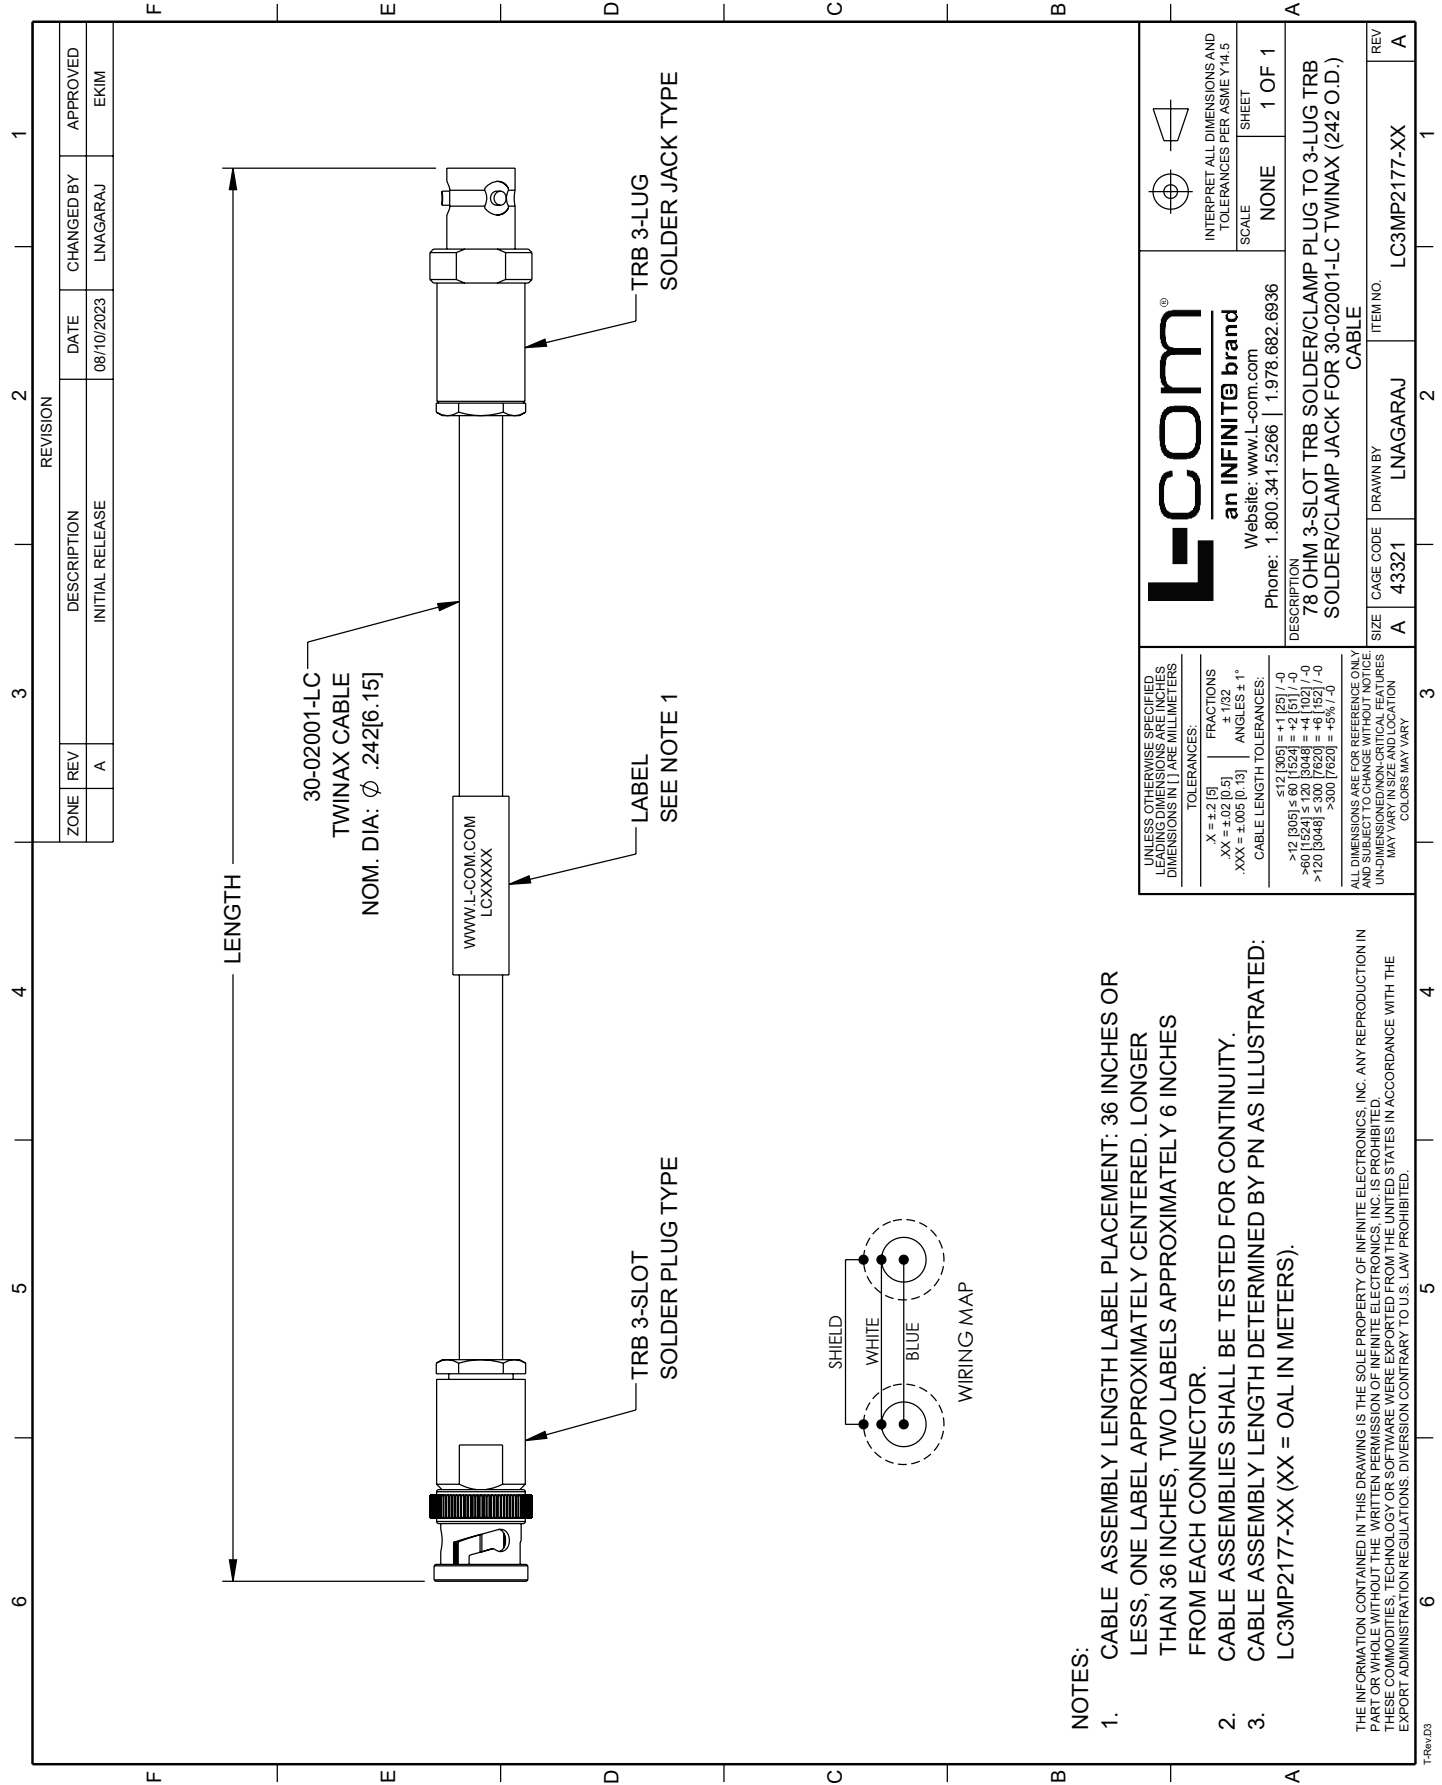 6
5
4
3
2
1
F
E
D
C
B
A
REVISION
ZONE
REV
DESCRIPTION
DATE
CHANGED BY
APPROVED
A
INITIAL RELEASE
08/10/2023
LNAGARAJ
EKIM
LENGTH
30-02001-LC
TWINAX CABLE
NOM. DIA: ∅ .242[6.15]
WWW.L-COM.COM
LCXXXXX
TRB 3-SLOT
SOLDER PLUG TYPE
LABEL
SEE NOTE 1
TRB 3-LUG
SOLDER JACK TYPE
SHIELD
WHITE
BLUE
WIRING MAP
NOTES:
1. CABLE ASSEMBLY LENGTH LABEL PLACEMENT: 36 INCHES OR
LESS, ONE LABEL APPROXIMATELY CENTERED. LONGER
THAN 36 INCHES, TWO LABELS APPROXIMATELY 6 INCHES
FROM EACH CONNECTOR.
2. CABLE ASSEMBLIES SHALL BE TESTED FOR CONTINUITY.
3. CABLE ASSEMBLY LENGTH DETERMINED BY PN AS ILLUSTRATED:
LC3MP2177-XX (XX = OAL IN METERS).
THE INFORMATION CONTAINED IN THIS DRAWING IS THE SOLE PROPERTY OF INFINITE ELECTRONICS, INC. ANY REPRODUCTION IN
PART OR WHOLE WITHOUT THE WRITTEN PERMISSION OF INFINITE ELECTRONICS, INC. IS PROHIBITED.
THESE COMMODITIES, TECHNOLOGY OR SOFTWARE WERE EXPORTED FROM THE UNITED STATES IN ACCORDANCE WITH THE
EXPORT ADMINISTRATION REGULATIONS. DIVERSION CONTRARY TO U.S. LAW PROHIBITED.
UNLESS OTHERWISE SPECIFIED
LEADING DIMENSIONS ARE INCHES
DIMENSIONS IN [ ] ARE MILLIMETERS
TOLERANCES:
.X = ±.2 [5]
.XX = ±.02 [0.5]
.XXX = ±.005 [0.13]
FRACTIONS
± 1/32
ANGLES ± 1°
CABLE LENGTH TOLERANCES:
≤12 [305] = +1 [25] / -0
>12 [305] ≤ 60 [1524] = +2 [51] / -0
>60 [1524] ≤ 120 [3048] = +4 [102] / -0
>120 [3048] ≤ 300 [7620] = +6 [152] / -0
>300 [7620] = +5% / -0
ALL DIMENSIONS ARE FOR REFERENCE ONLY
AND SUBJECT TO CHANGE WITHOUT NOTICE.
UN-DIMENSIONED/NON-CRITICAL FEATURES
MAY VARY IN SIZE AND LOCATION
COLORS MAY VARY
L-com®
an INFINITe brand
Website: www.L-com.com
Phone: 1.800.341.5266 | 1.978.682.6936
INTERPRET ALL DIMENSIONS AND
TOLERANCES PER ASME Y14.5
SCALE
NONE
SHEET
1 OF 1
DESCRIPTION
78 OHM 3-SLOT TRB SOLDER/CLAMP PLUG TO 3-LUG TRB
SOLDER/CLAMP JACK FOR 30-02001-LC TWINAX (242 O.D.)
CABLE
SIZE
A
CAGE CODE
43321
DRAWN BY
LNAGARAJ
ITEM NO.
LC3MP2177-XX
REV
A
F
E
D
C
B
A
6
5
4
3
2
1
T-Rev.D3